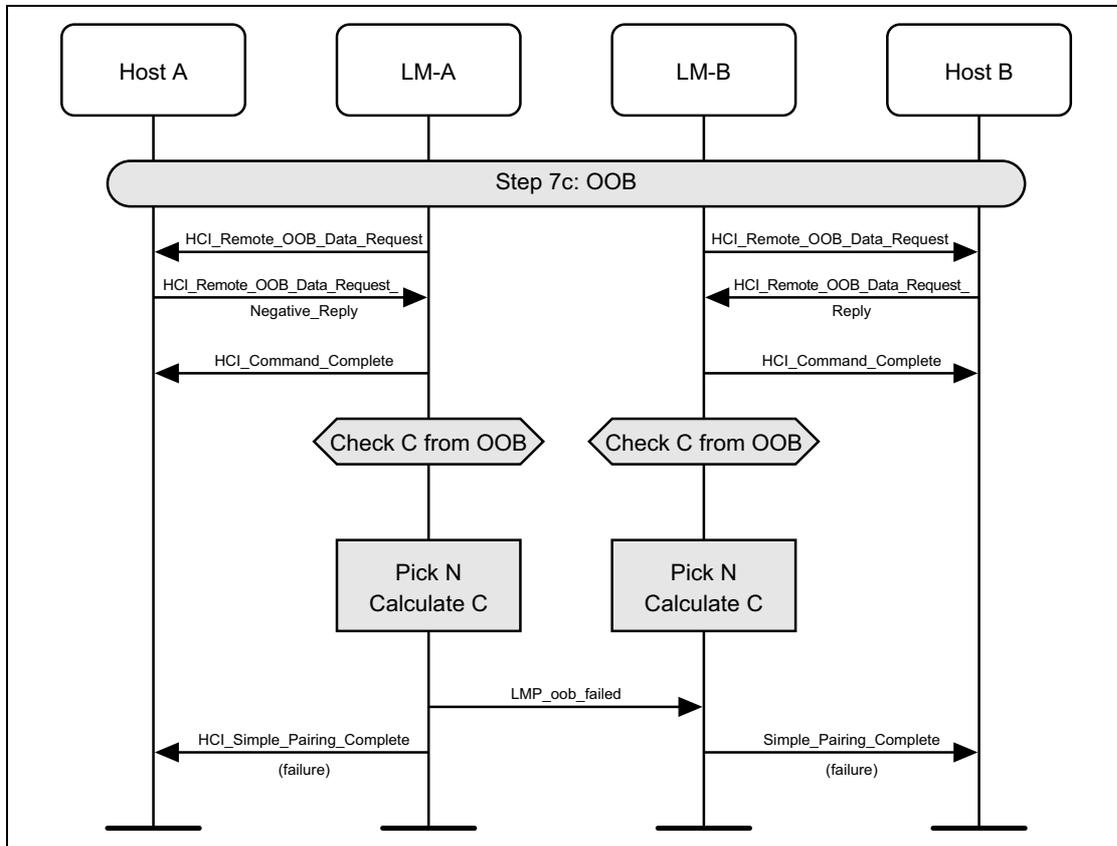 Host A
LM-A
LM-B
Host B
Step 7c: OOB
HCI_Remote_OOB_Data_Request
HCI_Remote_OOB_Data_Request
HCI_Remote_OOB_Data_Request_
Negative_Reply
HCI_Remote_OOB_Data_Request_
Reply
HCI_Command_Complete
HCI_Command_Complete
Check C from OOB
Check C from OOB
Pick N
Calculate C
Pick N
Calculate C
LMP_oob_failed
HCI_Simple_Pairing_Complete
(failure)
Simple_Pairing_Complete
(failure)